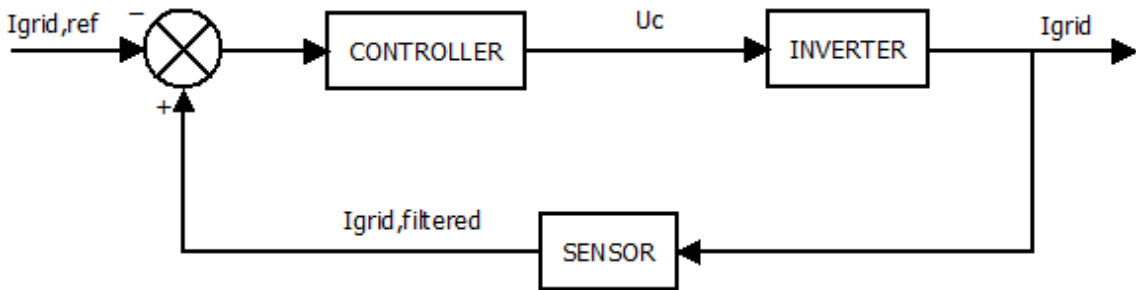 Igrid,ref
−
CONTROLLER
Uc
INVERTER
Igrid
+
Igrid,filtered
SENSOR